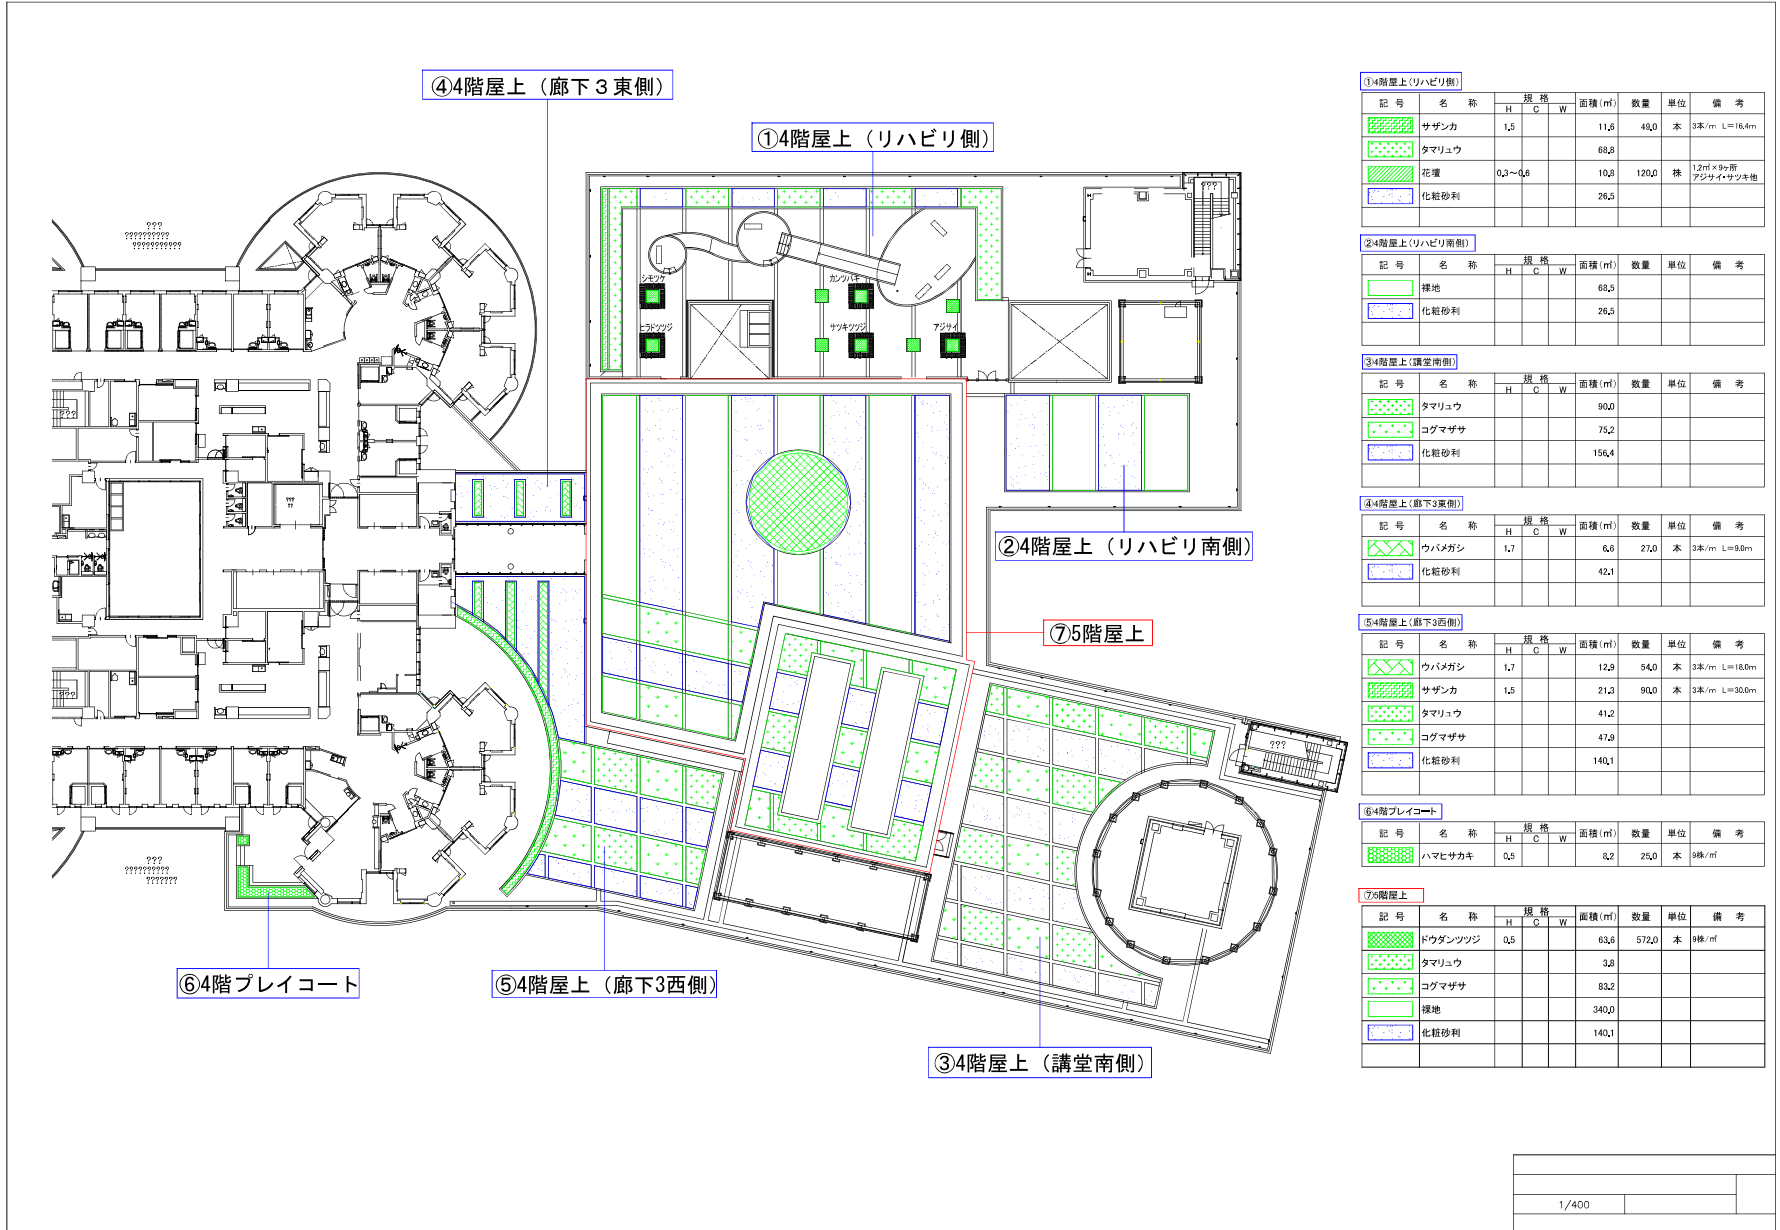 ④4階屋上（廊下３東側）
①4階屋上（リハビリ側）
???
??????????
???????????
???
シモツケ
カンツバキ
ヒラドツツジ
サツキツツジ
アジサイ
???
???
??
②4階屋上（リハビリ南側）
⑦5階屋上
???
???
???
??????????
???????
⑥4階プレイコート
⑤4階屋上（廊下3西側）
③4階屋上（講堂南側）
①4階屋上(リハビリ側)
記 号 名 称 規 格 面積(㎡) 数量 単位 備 考
H C W
サザンカ 1.5 11.6 49.0 本 3本/m L=16.4m
タマリュウ 68.8
花壇 0.3～0.6 10.8 120.0 株 1.2㎡×9ヶ所
アジサイ・サツキ他
化粧砂利 26.5
②4階屋上(リハビリ南側)
記 号 名 称 規 格 面積(㎡) 数量 単位 備 考
H C W
裸地 68.5
化粧砂利 26.5
③4階屋上(講堂南側)
記 号 名 称 規 格 面積(㎡) 数量 単位 備 考
H C W
タマリュウ 90.0
コグマザサ 75.2
化粧砂利 156.4
④4階屋上(廊下3東側)
記 号 名 称 規 格 面積(㎡) 数量 単位 備 考
H C W
ウバメガシ 1.7 6.6 27.0 本 3本/m L=9.0m
化粧砂利 42.1
⑤4階屋上(廊下3西側)
記 号 名 称 規 格 面積(㎡) 数量 単位 備 考
H C W
ウバメガシ 1.7 12.9 54.0 本 3本/m L=18.0m
サザンカ 1.5 21.3 90.0 本 3本/m L=30.0m
タマリュウ 41.2
コグマザサ 47.9
化粧砂利 140.1
⑥4階プレイコート
記 号 名 称 規 格 面積(㎡) 数量 単位 備 考
H C W
ハマヒサカキ 0.5 8.2 25.0 本 9株/㎡
⑦5階屋上
記 号 名 称 規 格 面積(㎡) 数量 単位 備 考
H C W
ドウダンツツジ 0.5 63.6 572.0 本 9株/㎡
タマリュウ 3.8
コグマザサ 83.2
裸地 340.0
化粧砂利 140.1
1/400